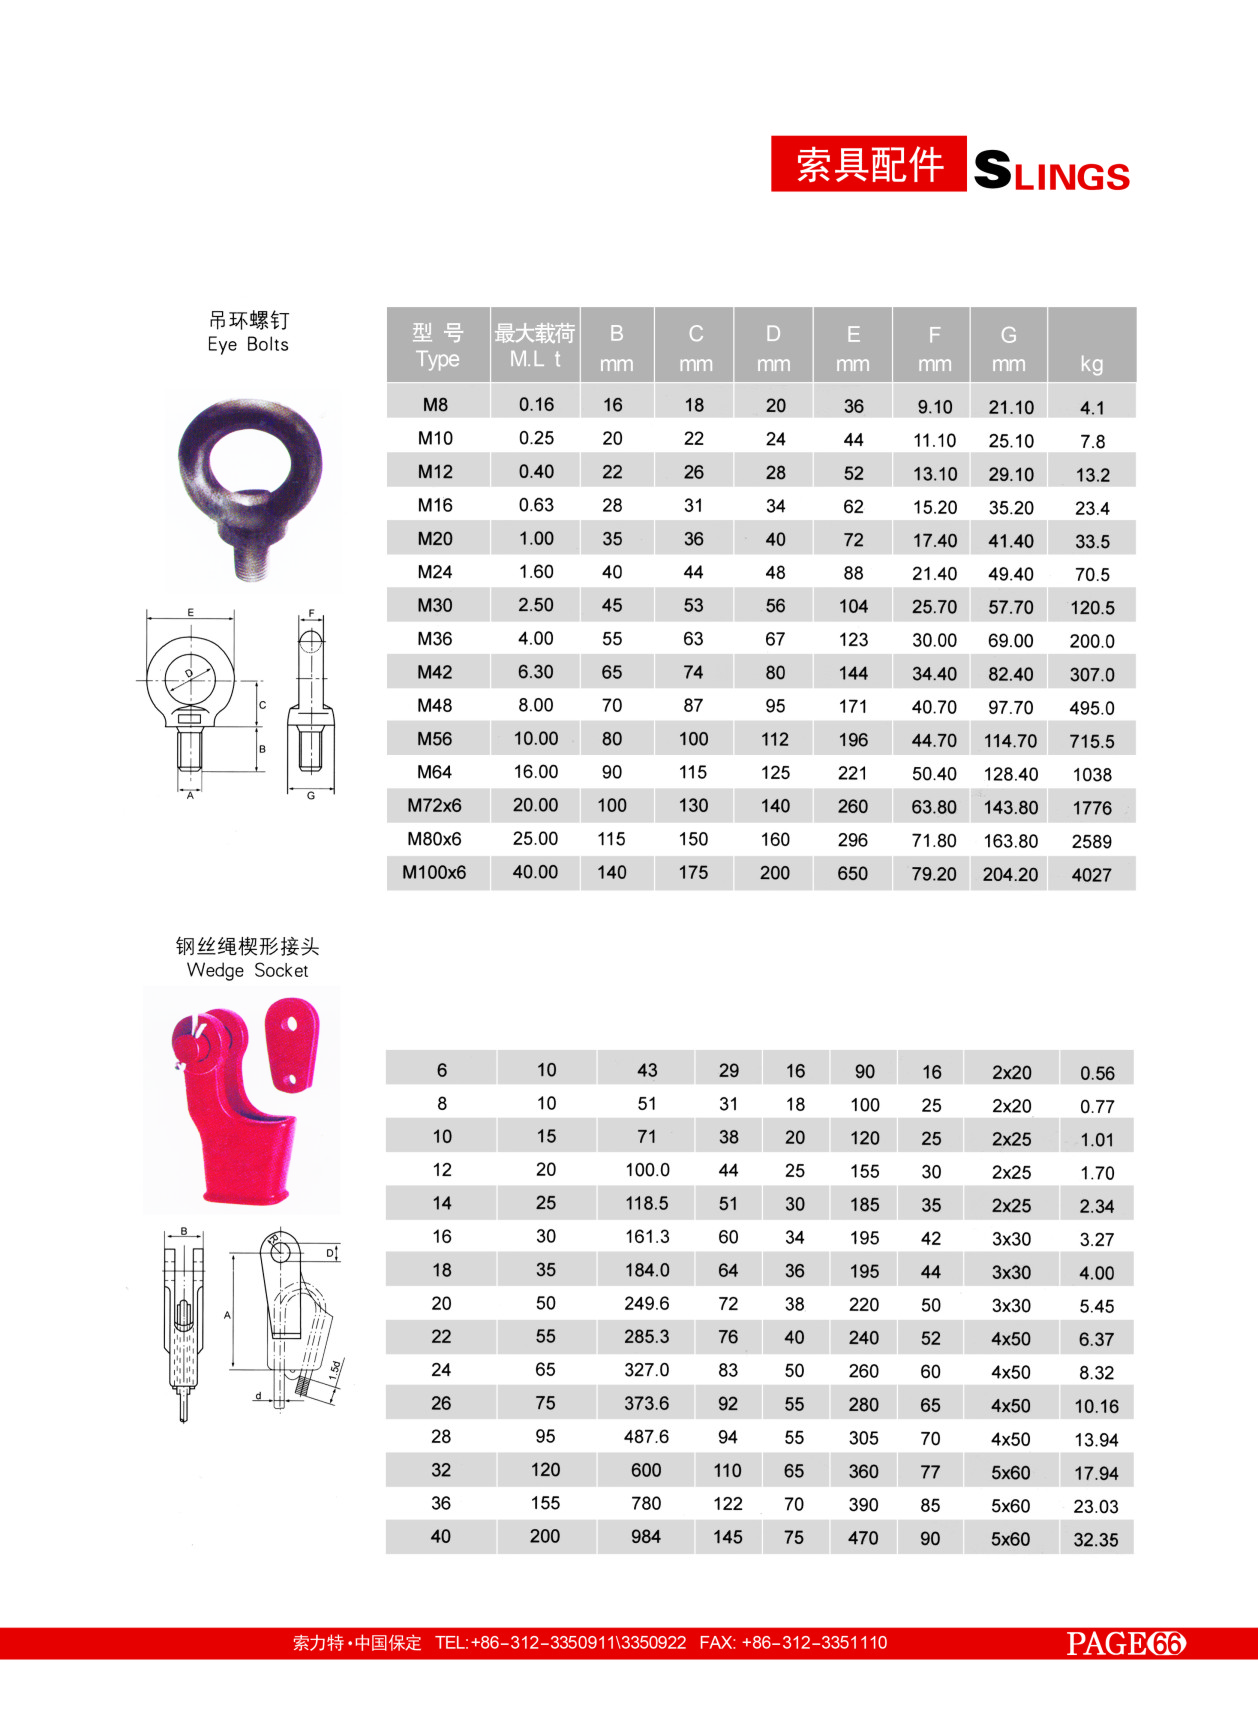 索具配件 SLINGS
吊环螺钉
Eye Bolts
型 号 最大载荷 B C D E F G
Type M.L t mm mm mm mm mm mm kg
M8 0.16 16 18 20 36 9.10 21.10 4.1
M10 0.25 20 22 24 44 11.10 25.10 7.8
M12 0.40 22 26 28 52 13.10 29.10 13.2
M16 0.63 28 31 34 62 15.20 35.20 23.4
M20 1.00 35 36 40 72 17.40 41.40 33.5
M24 1.60 40 44 48 88 21.40 49.40 70.5
M30 2.50 45 53 56 104 25.70 57.70 120.5
M36 4.00 55 63 67 123 30.00 69.00 200.0
M42 6.30 65 74 80 144 34.40 82.40 307.0
M48 8.00 70 87 95 171 40.70 97.70 495.0
M56 10.00 80 100 112 196 44.70 114.70 715.5
M64 16.00 90 115 125 221 50.40 128.40 1038
M72x6 20.00 100 130 140 260 63.80 143.80 1776
M80x6 25.00 115 150 160 296 71.80 163.80 2589
M100x6 40.00 140 175 200 650 79.20 204.20 4027
E F
D
C
B
A G
钢丝绳楔形接头
Wedge Socket
6 10 43 29 16 90 16 2x20 0.56
8 10 51 31 18 100 25 2x20 0.77
10 15 71 38 20 120 25 2x25 1.01
12 20 100.0 44 25 155 30 2x25 1.70
14 25 118.5 51 30 185 35 2x25 2.34
16 30 161.3 60 34 195 42 3x30 3.27
18 35 184.0 64 36 195 44 3x30 4.00
20 50 249.6 72 38 220 50 3x30 5.45
22 55 285.3 76 40 240 52 4x50 6.37
24 65 327.0 83 50 260 60 4x50 8.32
26 75 373.6 92 55 280 65 4x50 10.16
28 95 487.6 94 55 305 70 4x50 13.94
32 120 600 110 65 360 77 5x60 17.94
36 155 780 122 70 390 85 5x60 23.03
40 200 984 145 75 470 90 5x60 32.35
B R
D
A
1.5d
d
索力特·中国保定 TEL:+86-312-3350911\3350922 FAX: +86-312-3351110
PAGE 66